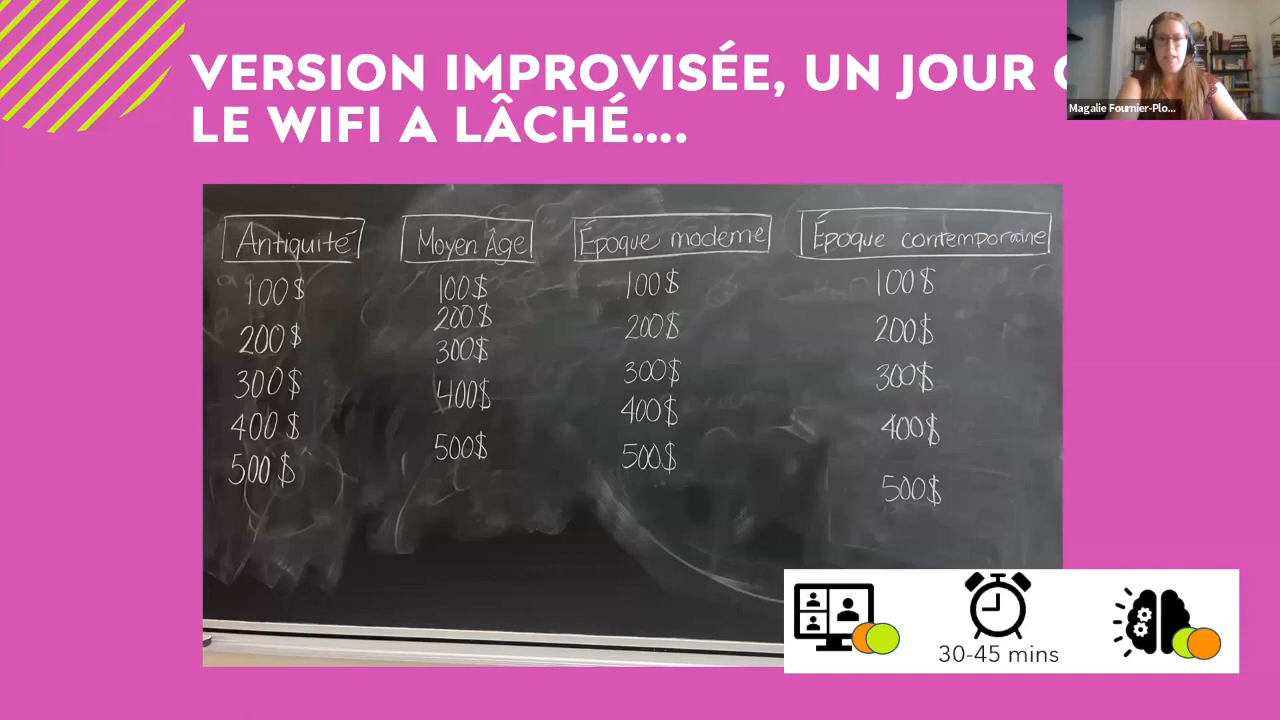 VERSION IMPROVISÉE, UN JOUR
LE WIFI A LÂCHÉ....
Magalie Fournier-Plo...
Antiquité
100$
200$
300$
400$
500$
Moyen Âge
100$
200$
300$
400$
500$
Époque moderne
100$
200$
300$
400$
500$
Époque contemporaine
100$
200$
300$
400$
500$
30-45 mins